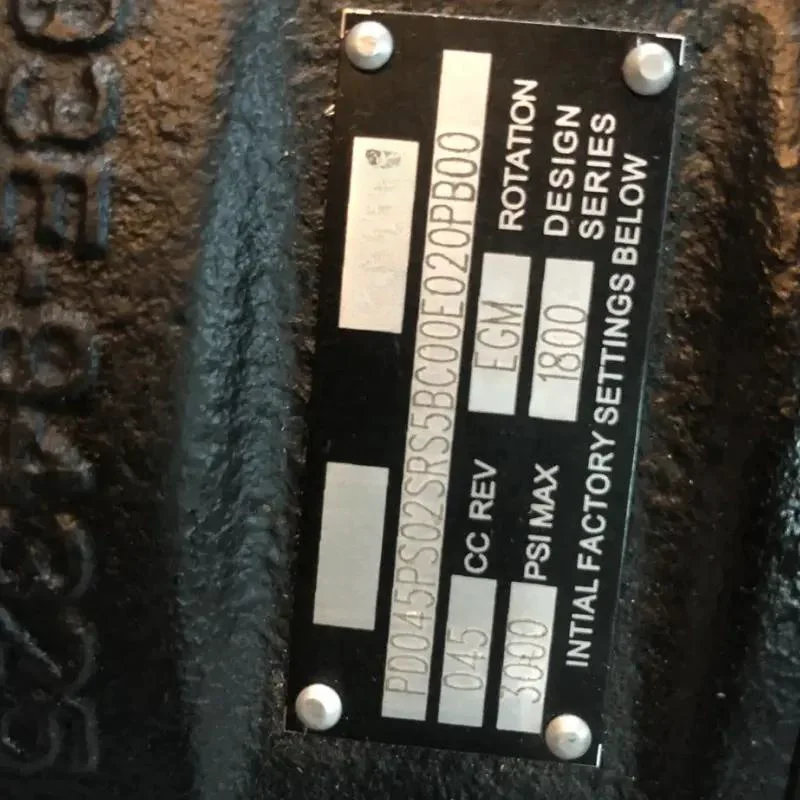 PD045PS02SRS5BC00E020PB00
045 CC REV EGM ROTATION
3000 PSI MAX 1800 DESIGN SERIES
INTIAL FACTORY SETTINGS BELOW